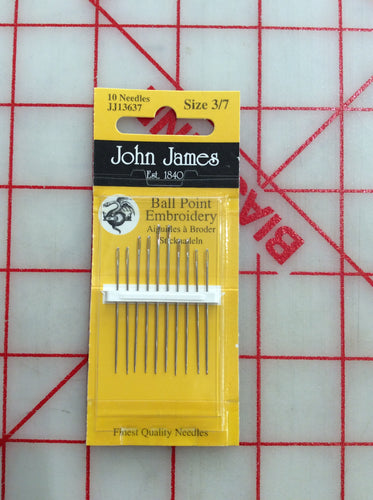 10 Needles
JJ13637
Size 3/7
John James
Est. 1840
Ball Point
Embroidery
Aiguilles à Broder
Sticknadeln
Finest Quality Needles
BIAS